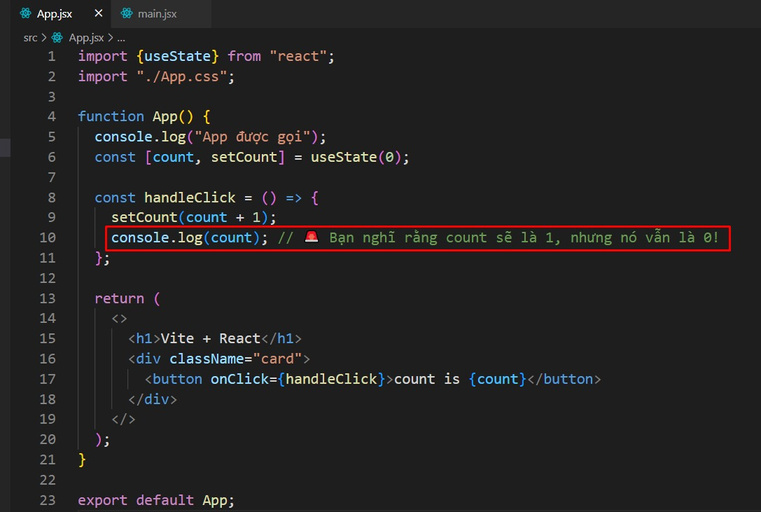 App.jsx × main.jsx
src > App.jsx > ...
1 import {useState} from "react";
2 import "./App.css";
3
4 function App() {
5 console.log("App được gọi");
6 const [count, setCount] = useState(0);
7
8 const handleClick = () => {
9 setCount(count + 1);
10 console.log(count); // 🚨 Bạn nghĩ rằng count sẽ là 1, nhưng nó vẫn là 0!
11 };
12
13 return (
14 <>
15 <h1>Vite + React</h1>
16 <div className="card">
17 <button onClick={handleClick}>count is {count}</button>
18 </div>
19 </>
20 );
21 }
22
23 export default App;